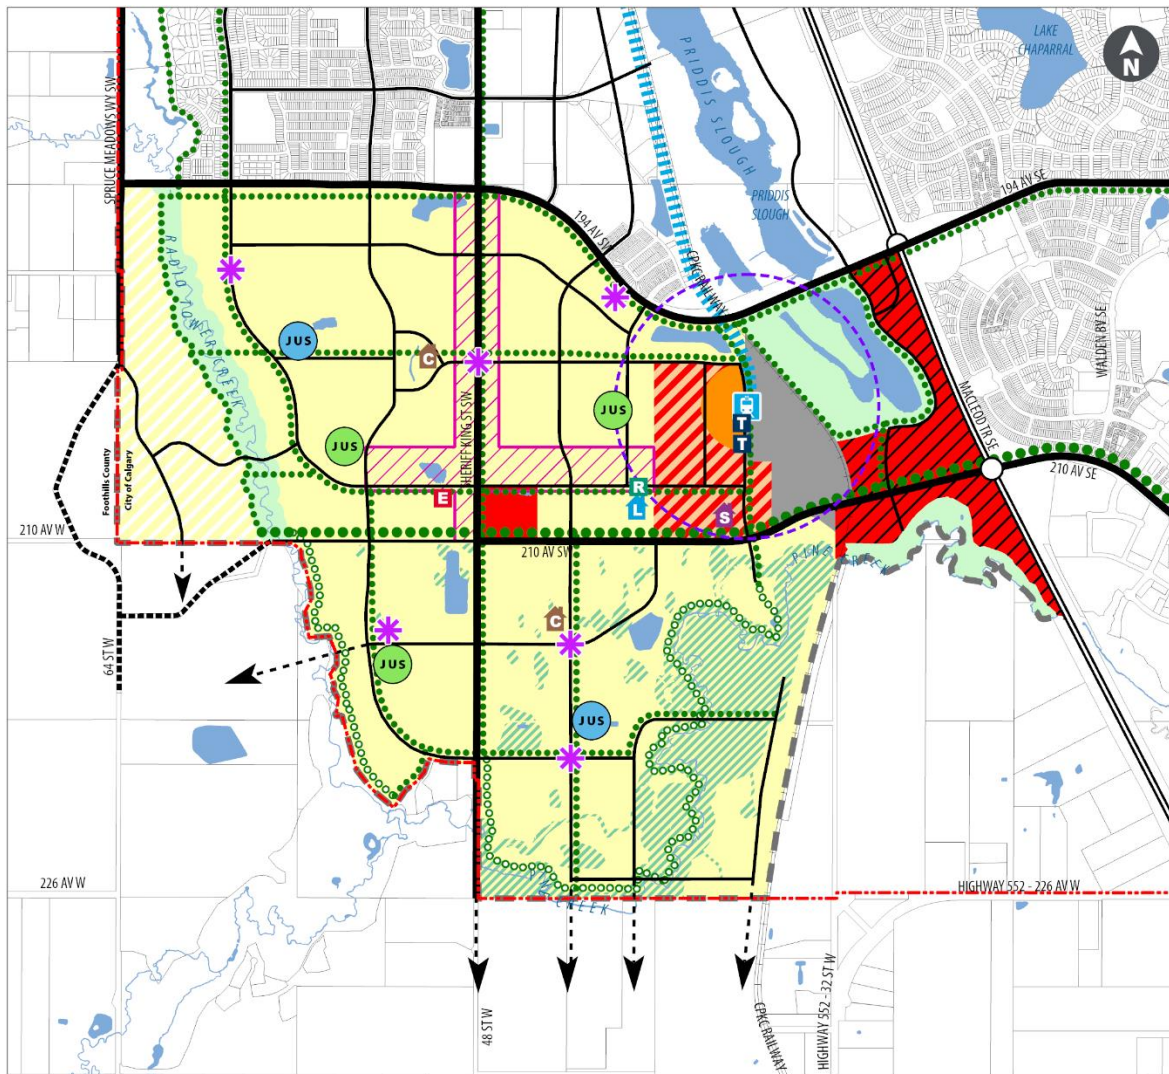 LAKE
CHAPARRAL
N
SPRUCE MEADOWS WY SW
PRIDDIS SLOUGH
PRIDDIS
SLOUGH
194 AV SE
194 AV SW
CPKC RAILWAY
RADIO TOWER CREEK
WALDEN BV SE
MACLEOD TR SE
JUS
C
SHERIFF KING ST SW
JUS
JUS
T
T
Foothills County
City of Calgary
E
R
L
S
210 AV SE
210 AV W
210 AV SW
PINE CREEK
C
JUS
64 ST W
JUS
226 AV W
PINE CREEK
HIGHWAY 552 - 226 AV W
48 ST W
CPKC RAILWAY
HIGHWAY 552 - 32 ST W